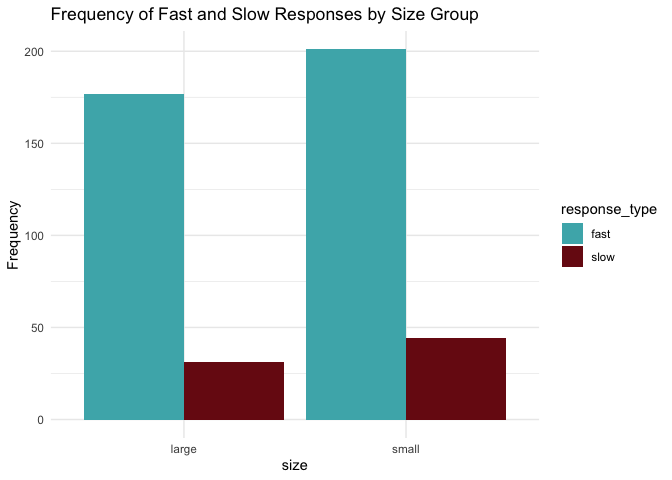 Frequency of Fast and Slow Responses by Size Group
200
150
100
50
0
Frequency
large
small
size
response_type
fast
slow